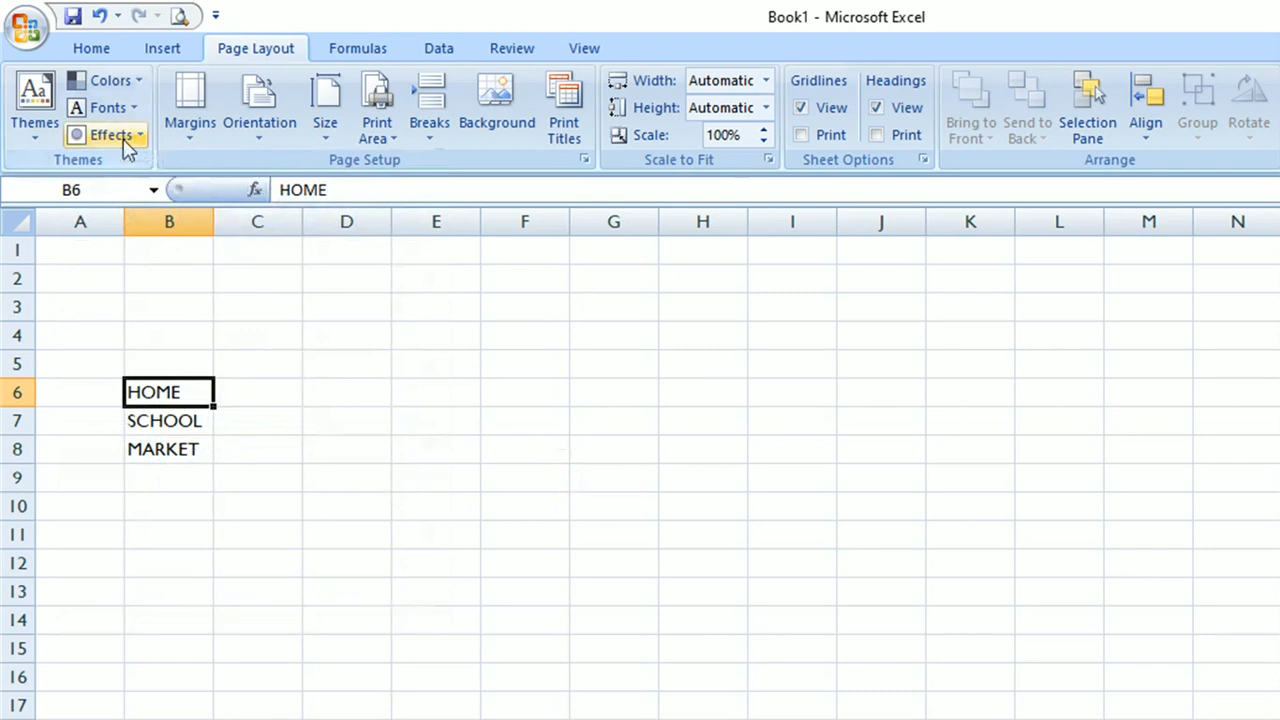 Book1 - Microsoft Excel
Home Insert Page Layout Formulas Data Review View
Aa
Themes
A
Colors
Fonts
Effects
Themes
Margins
Orientation
Size
Print
Area
Breaks
Background
Print
Titles
Page Setup
Width: Automatic
Height: Automatic
Scale: 100%
Scale to Fit
Gridlines Headings
View View
Print Print
Sheet Options
Bring to
Front
Send to
Back
Selection
Pane
Align
Group
Rotate
Arrange
B6 fx HOME
A B C D E F G H I J K L M N
1
2
3
4
5
6 HOME
7 SCHOOL
8 MARKET
9
10
11
12
13
14
15
16
17